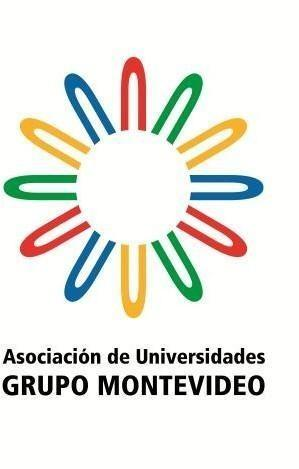 Asociación de Universidades
GRUPO MONTEVIDEO